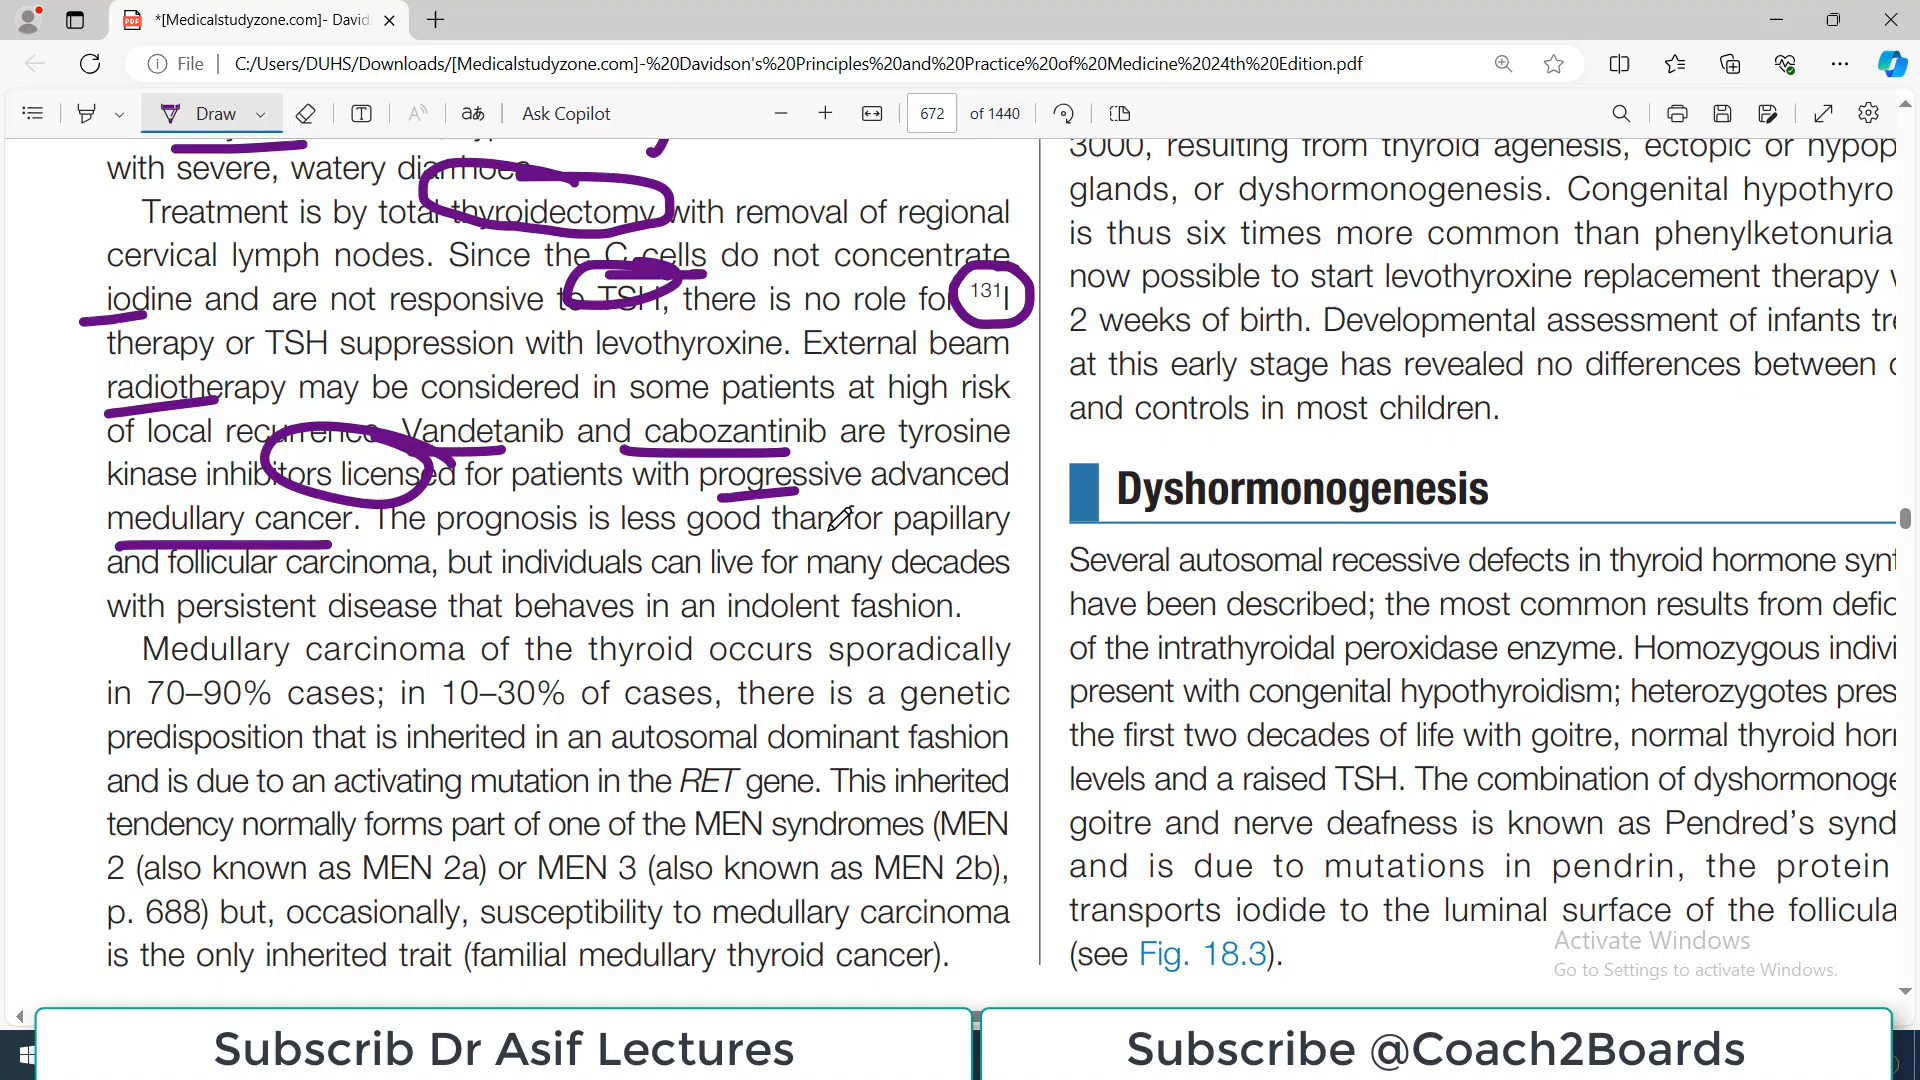 *[Medicalstudyzone.com]- David
File
C:/Users/DUHS/Downloads/[Medicalstudyzone.com]-%20Davidson's%20Principles%20and%20Practice%20of%20Medicine%2024th%20Edition.pdf
Draw
Ask Copilot
672 of 1440
with severe, watery diarrhoea.
Treatment is by total thyroidectomy with removal of regional
cervical lymph nodes. Since the C cells do not concentrate
iodine and are not responsive to TSH, there is no role for 131I
therapy or TSH suppression with levothyroxine. External beam
radiotherapy may be considered in some patients at high risk
of local recurrence. Vandetanib and cabozantinib are tyrosine
kinase inhibitors licensed for patients with progressive advanced
medullary cancer. The prognosis is less good than for papillary
and follicular carcinoma, but individuals can live for many decades
with persistent disease that behaves in an indolent fashion.
Medullary carcinoma of the thyroid occurs sporadically
in 70–90% cases; in 10–30% of cases, there is a genetic
predisposition that is inherited in an autosomal dominant fashion
and is due to an activating mutation in the RET gene. This inherited
tendency normally forms part of one of the MEN syndromes (MEN
2 (also known as MEN 2a) or MEN 3 (also known as MEN 2b),
p. 688) but, occasionally, susceptibility to medullary carcinoma
is the only inherited trait (familial medullary thyroid cancer).
3000, resulting from thyroid agenesis, ectopic or hypop
glands, or dyshormonogenesis. Congenital hypothyro
is thus six times more common than phenylketonuria
now possible to start levothyroxine replacement therapy
2 weeks of birth. Developmental assessment of infants tre
at this early stage has revealed no differences between
and controls in most children.
Dyshormonogenesis
Several autosomal recessive defects in thyroid hormone synt
have been described; the most common results from defic
of the intrathyroidal peroxidase enzyme. Homozygous indivi
present with congenital hypothyroidism; heterozygotes pres
the first two decades of life with goitre, normal thyroid horr
levels and a raised TSH. The combination of dyshormonoge
goitre and nerve deafness is known as Pendred's synd
and is due to mutations in pendrin, the protein
transports iodide to the luminal surface of the follicula
(see Fig. 18.3).
Activate Windows
Go to Settings to activate Windows.
Subscrib Dr Asif Lectures
Subscribe @Coach2Boards